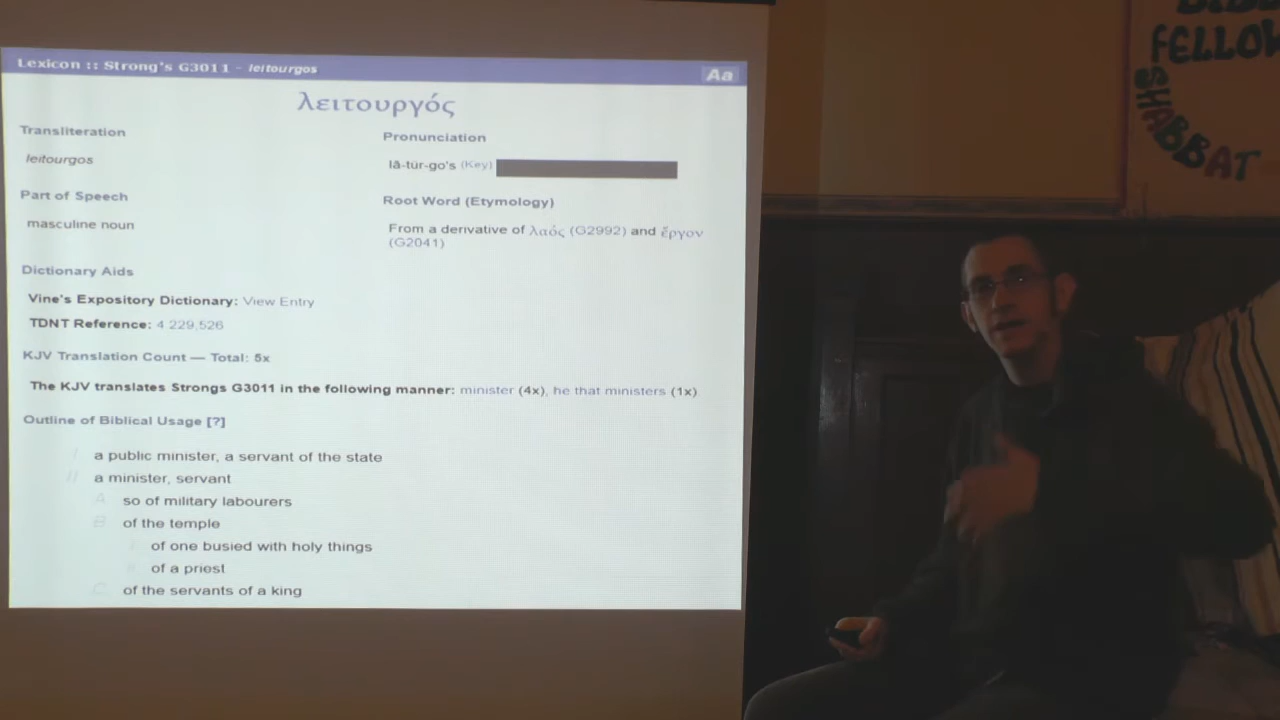 Lexicon :: Strong's G3011 - leitourgos
Aa
λειτουργός
Transliteration
leitourgos
Pronunciation
lā-tür-go's (Key)
Part of Speech
masculine noun
Root Word (Etymology)
From a derivative of λαός (G2992) and ἔργον
(G2041)
Dictionary Aids
Vine's Expository Dictionary: View Entry
TDNT Reference: 4 229,526
KJV Translation Count — Total: 5x
The KJV translates Strongs G3011 in the following manner: minister (4x), he that ministers (1x)
Outline of Biblical Usage [?]
I a public minister, a servant of the state
II a minister, servant
A so of military labourers
B of the temple
of one busied with holy things
of a priest
C of the servants of a king
FELLOW
SHABBAT